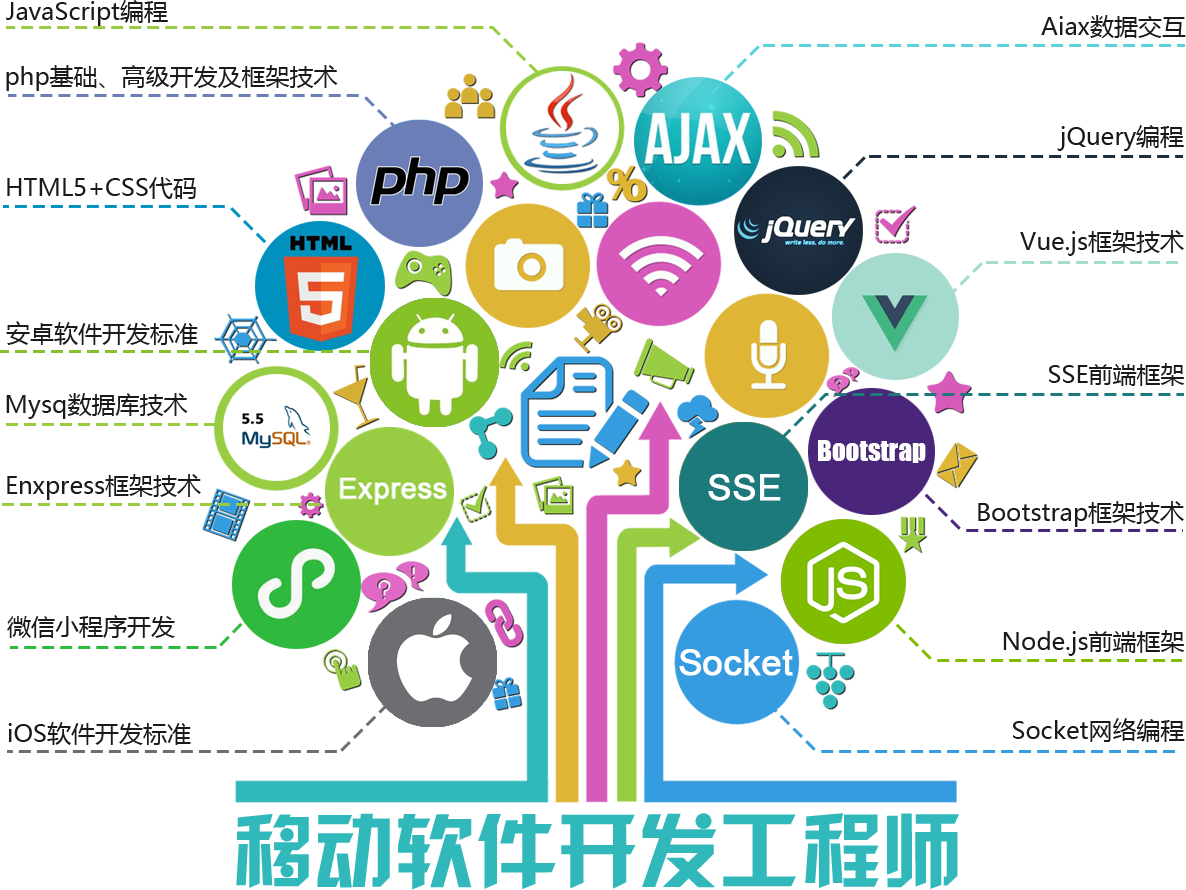 JavaScript编程
Aiax数据交互
php基础、高级开发及框架技术
AJAX
jQuery编程
php
HTML5+CSS代码
jQuery
write less, do more.
Vue.js框架技术
HTML
5
安卓软件开发标准
SSE前端框架
Mysq数据库技术
5.5
MySQL®
Bootstrap
Enxpress框架技术
Express
SSE
Bootstrap框架技术
JS
微信小程序开发
Node.js前端框架
Socket
iOS软件开发标准
Socket网络编程
移动软件开发工程师